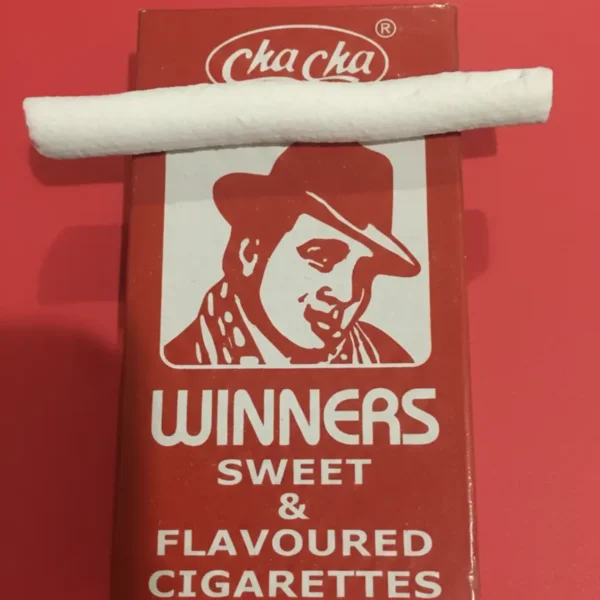 Cha Cha ®
WINNERS
SWEET
&
FLAVOURED
CIGARETTES